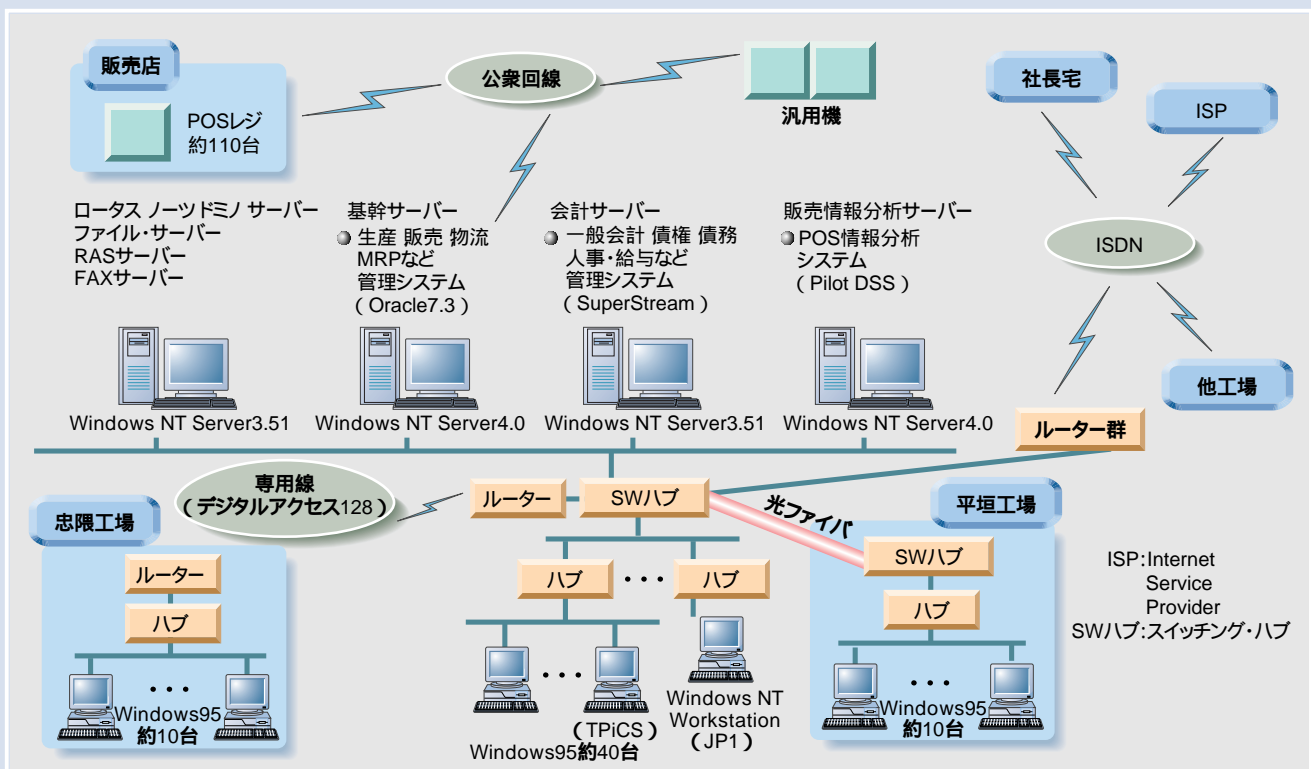 販売店
POSレジ
約110台
公衆回線
汎用機
社長宅
ISP
ISDN
他工場
ルーター群
ロータス ノーツドミノ サーバー
ファイル・サーバー
RASサーバー
FAXサーバー
Windows NT Server3.51
基幹サーバー
生産 販売 物流
MRPなど
管理システム
(Oracle7.3)
Windows NT Server4.0
会計サーバー
一般会計 債権 債務
人事・給与など
管理システム
(SuperStream)
Windows NT Server3.51
販売情報分析サーバー
POS情報分析
システム
(Pilot DSS)
Windows NT Server4.0
専用線
(デジタルアクセス128)
ルーター
SWハブ
光ファイバ
忠隈工場
ルーター
ハブ
・・・
Windows95
約10台
ハブ
・・・
ハブ
・・・
(TPiCS)
Windows95約40台
Windows NT
Workstation
(JP1)
平垣工場
SWハブ
ハブ
・・・
Windows95
約10台
ISP:Internet
Service
Provider
SWハブ:スイッチング・ハブ